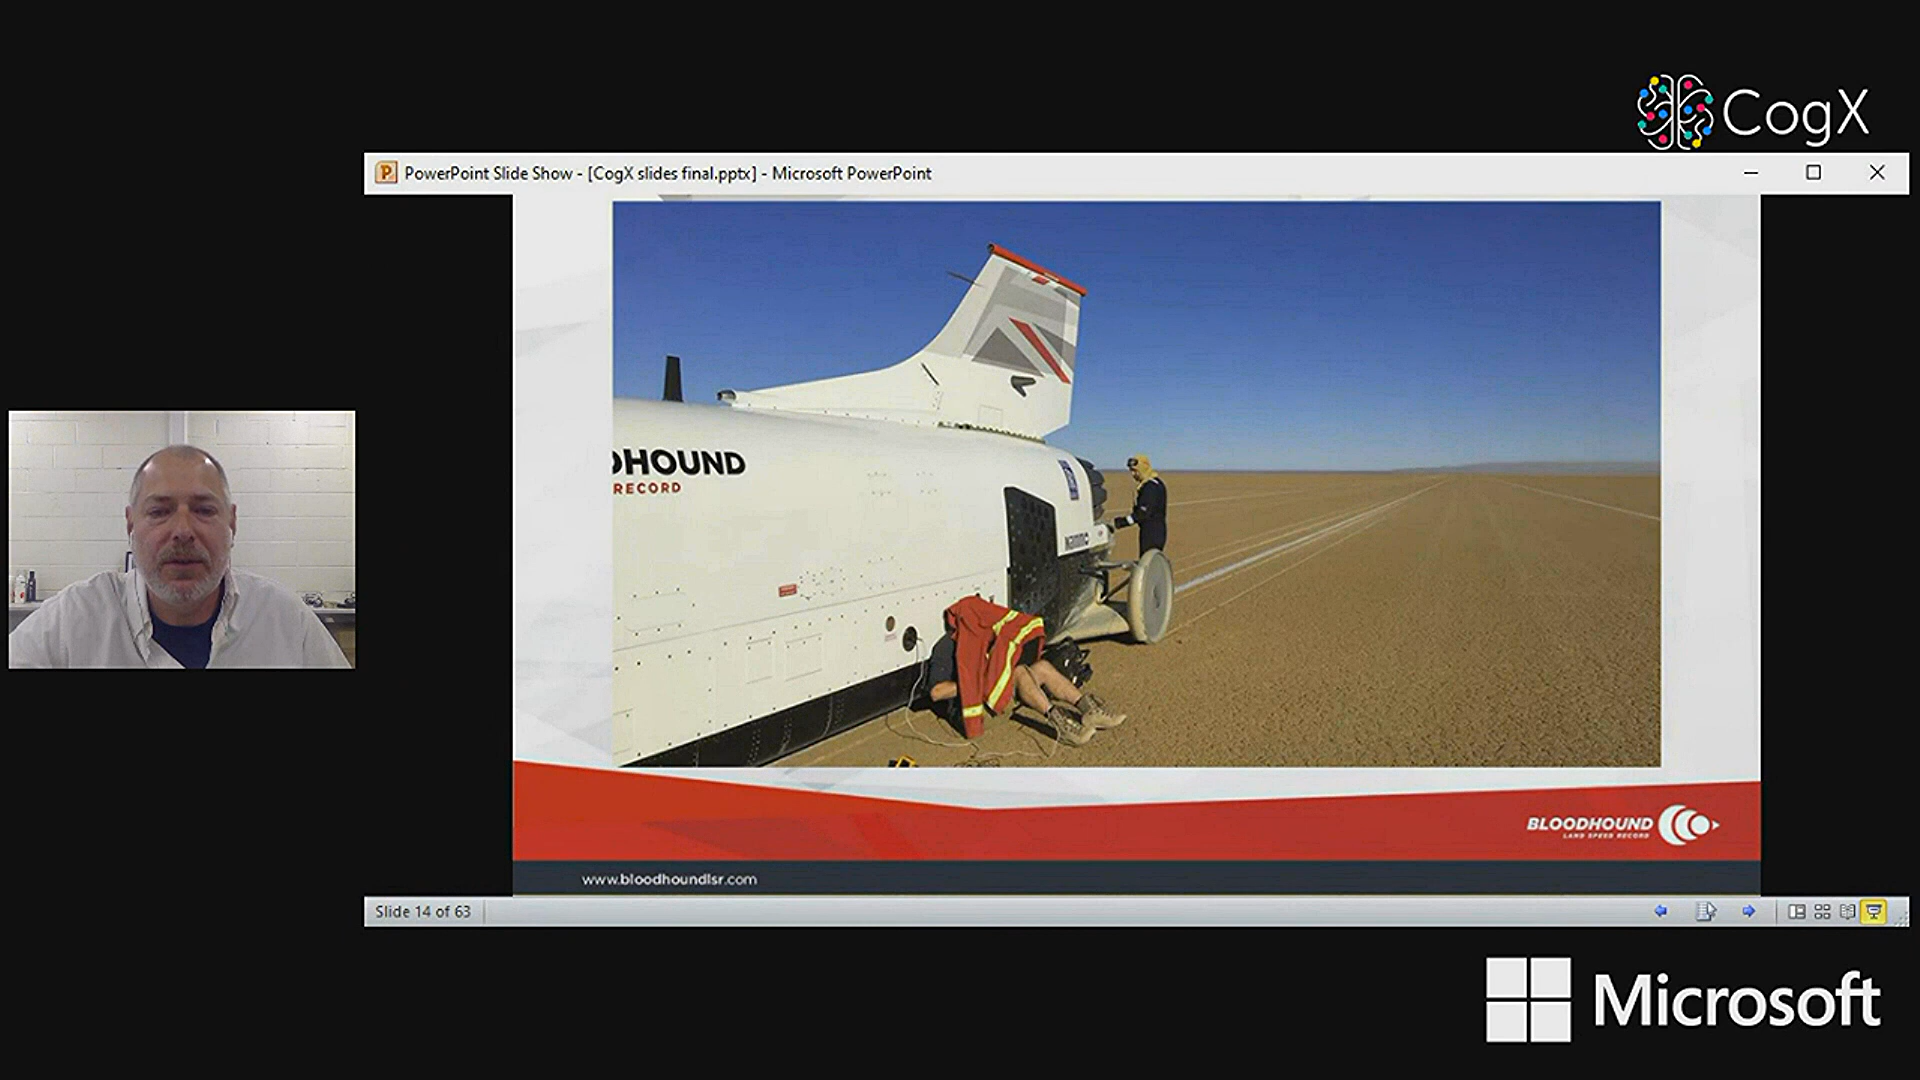 CogX
PowerPoint Slide Show - [CogX slides final.pptx] - Microsoft PowerPoint
DHOUND
RECORD
nammo
BLOODHOUND
LAND SPEED RECORD
www.bloodhoundlsr.com
Slide 14 of 63
Microsoft